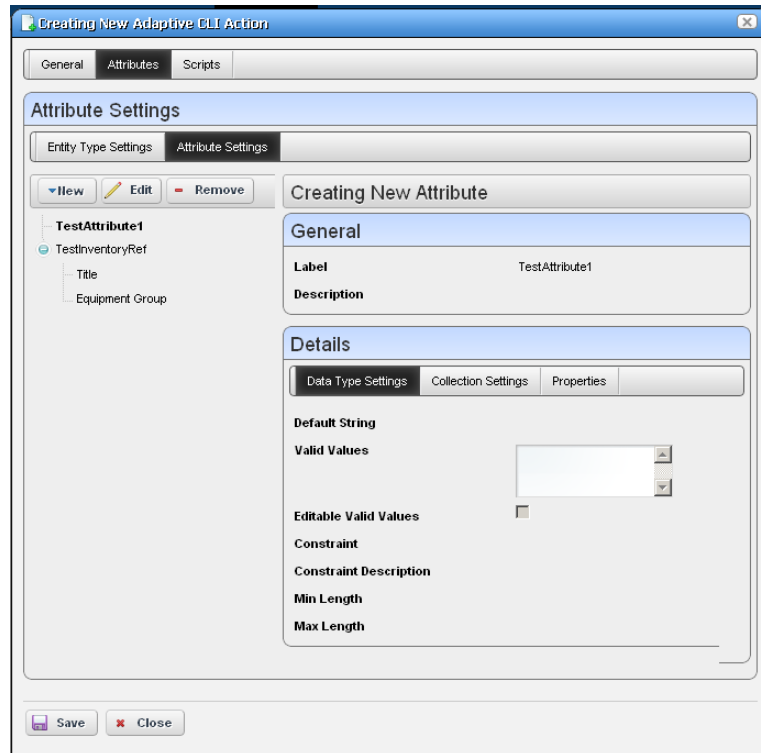 Creating New Adaptive CLI Action
General Attributes Scripts
Attribute Settings
Entity Type Settings Attribute Settings
New Edit Remove
TestAttribute1
TestInventoryRef
Title
Equipment Group
Creating New Attribute
General
Label TestAttribute1
Description
Details
Data Type Settings Collection Settings Properties
Default String
Valid Values
Editable Valid Values
Constraint
Constraint Description
Min Length
Max Length
Save Close